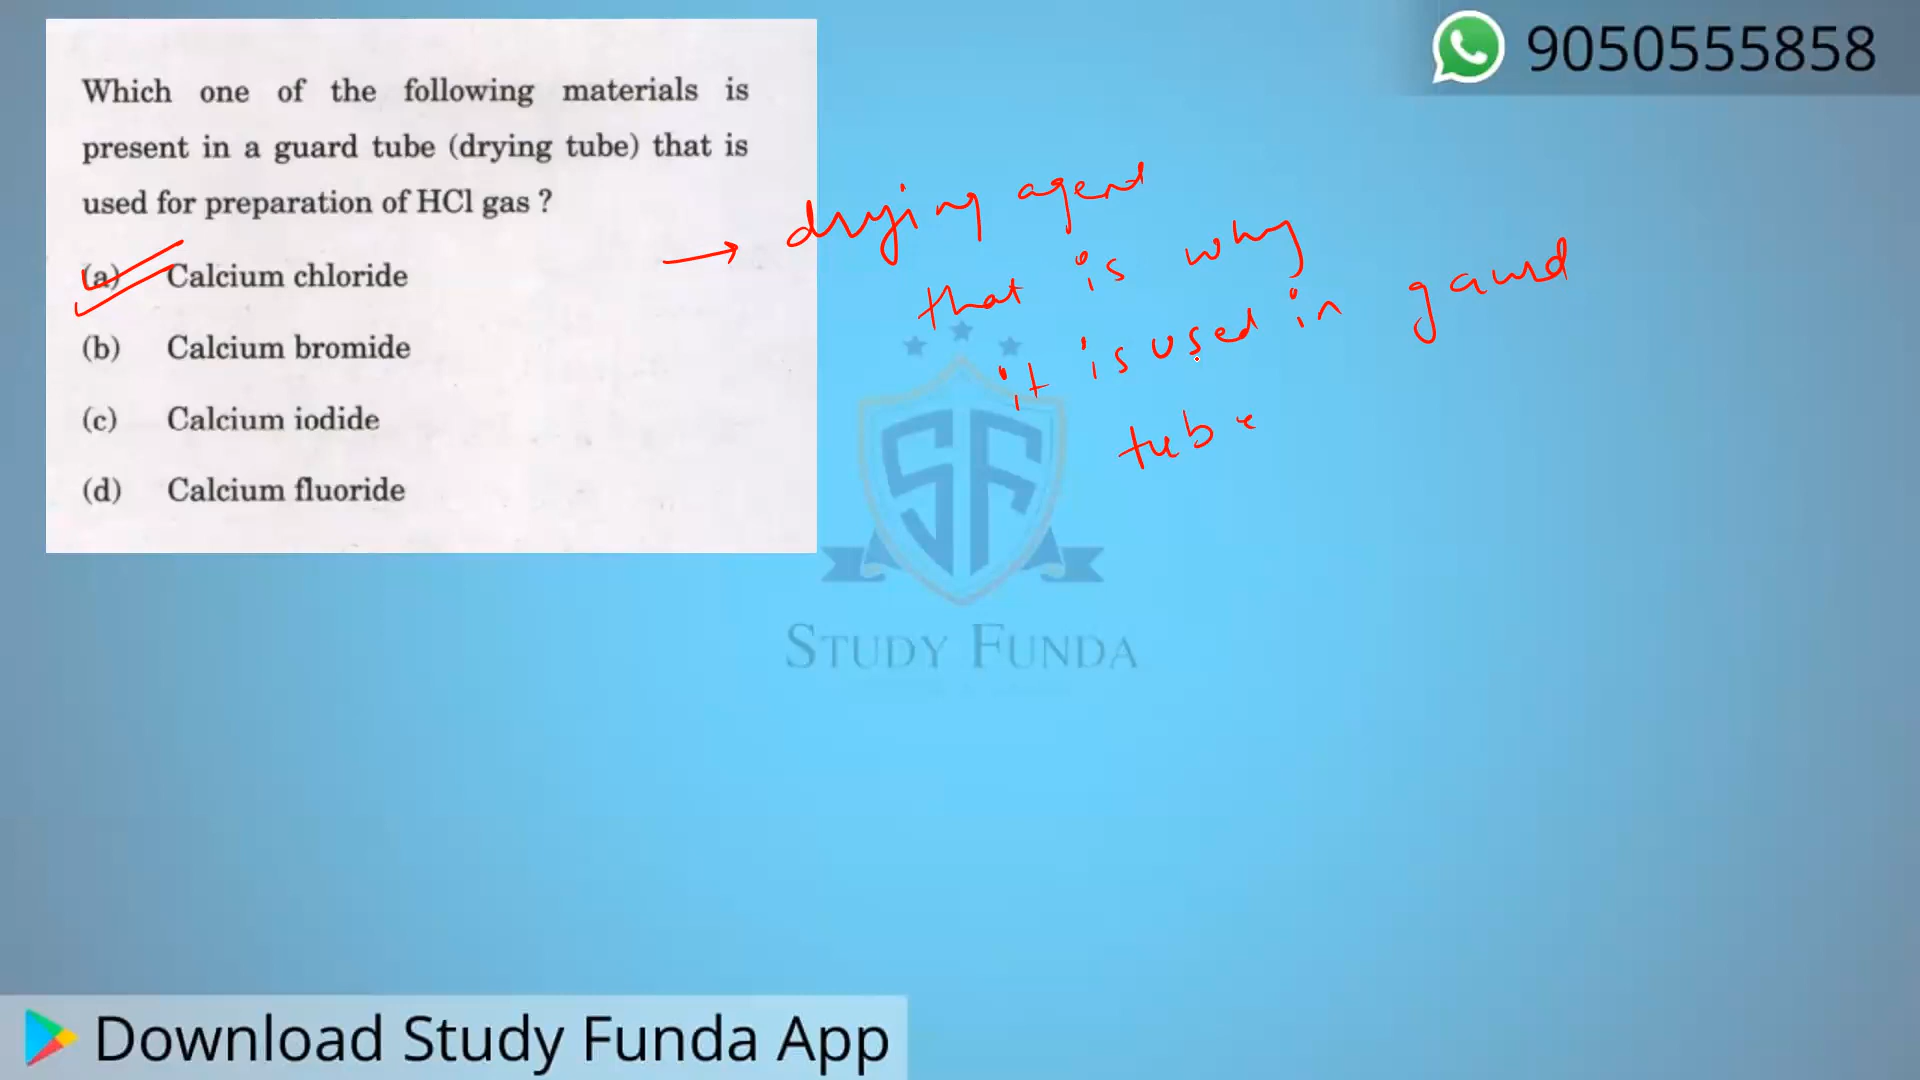 9050555858
Which one of the following materials is
present in a guard tube (drying tube) that is
used for preparation of HCl gas ?
(a) Calcium chloride
(b) Calcium bromide
(c) Calcium iodide
(d) Calcium fluoride
drying agent
that is why
it is used in gaurd
tube
SF
STUDY FUNDA
Download Study Funda App